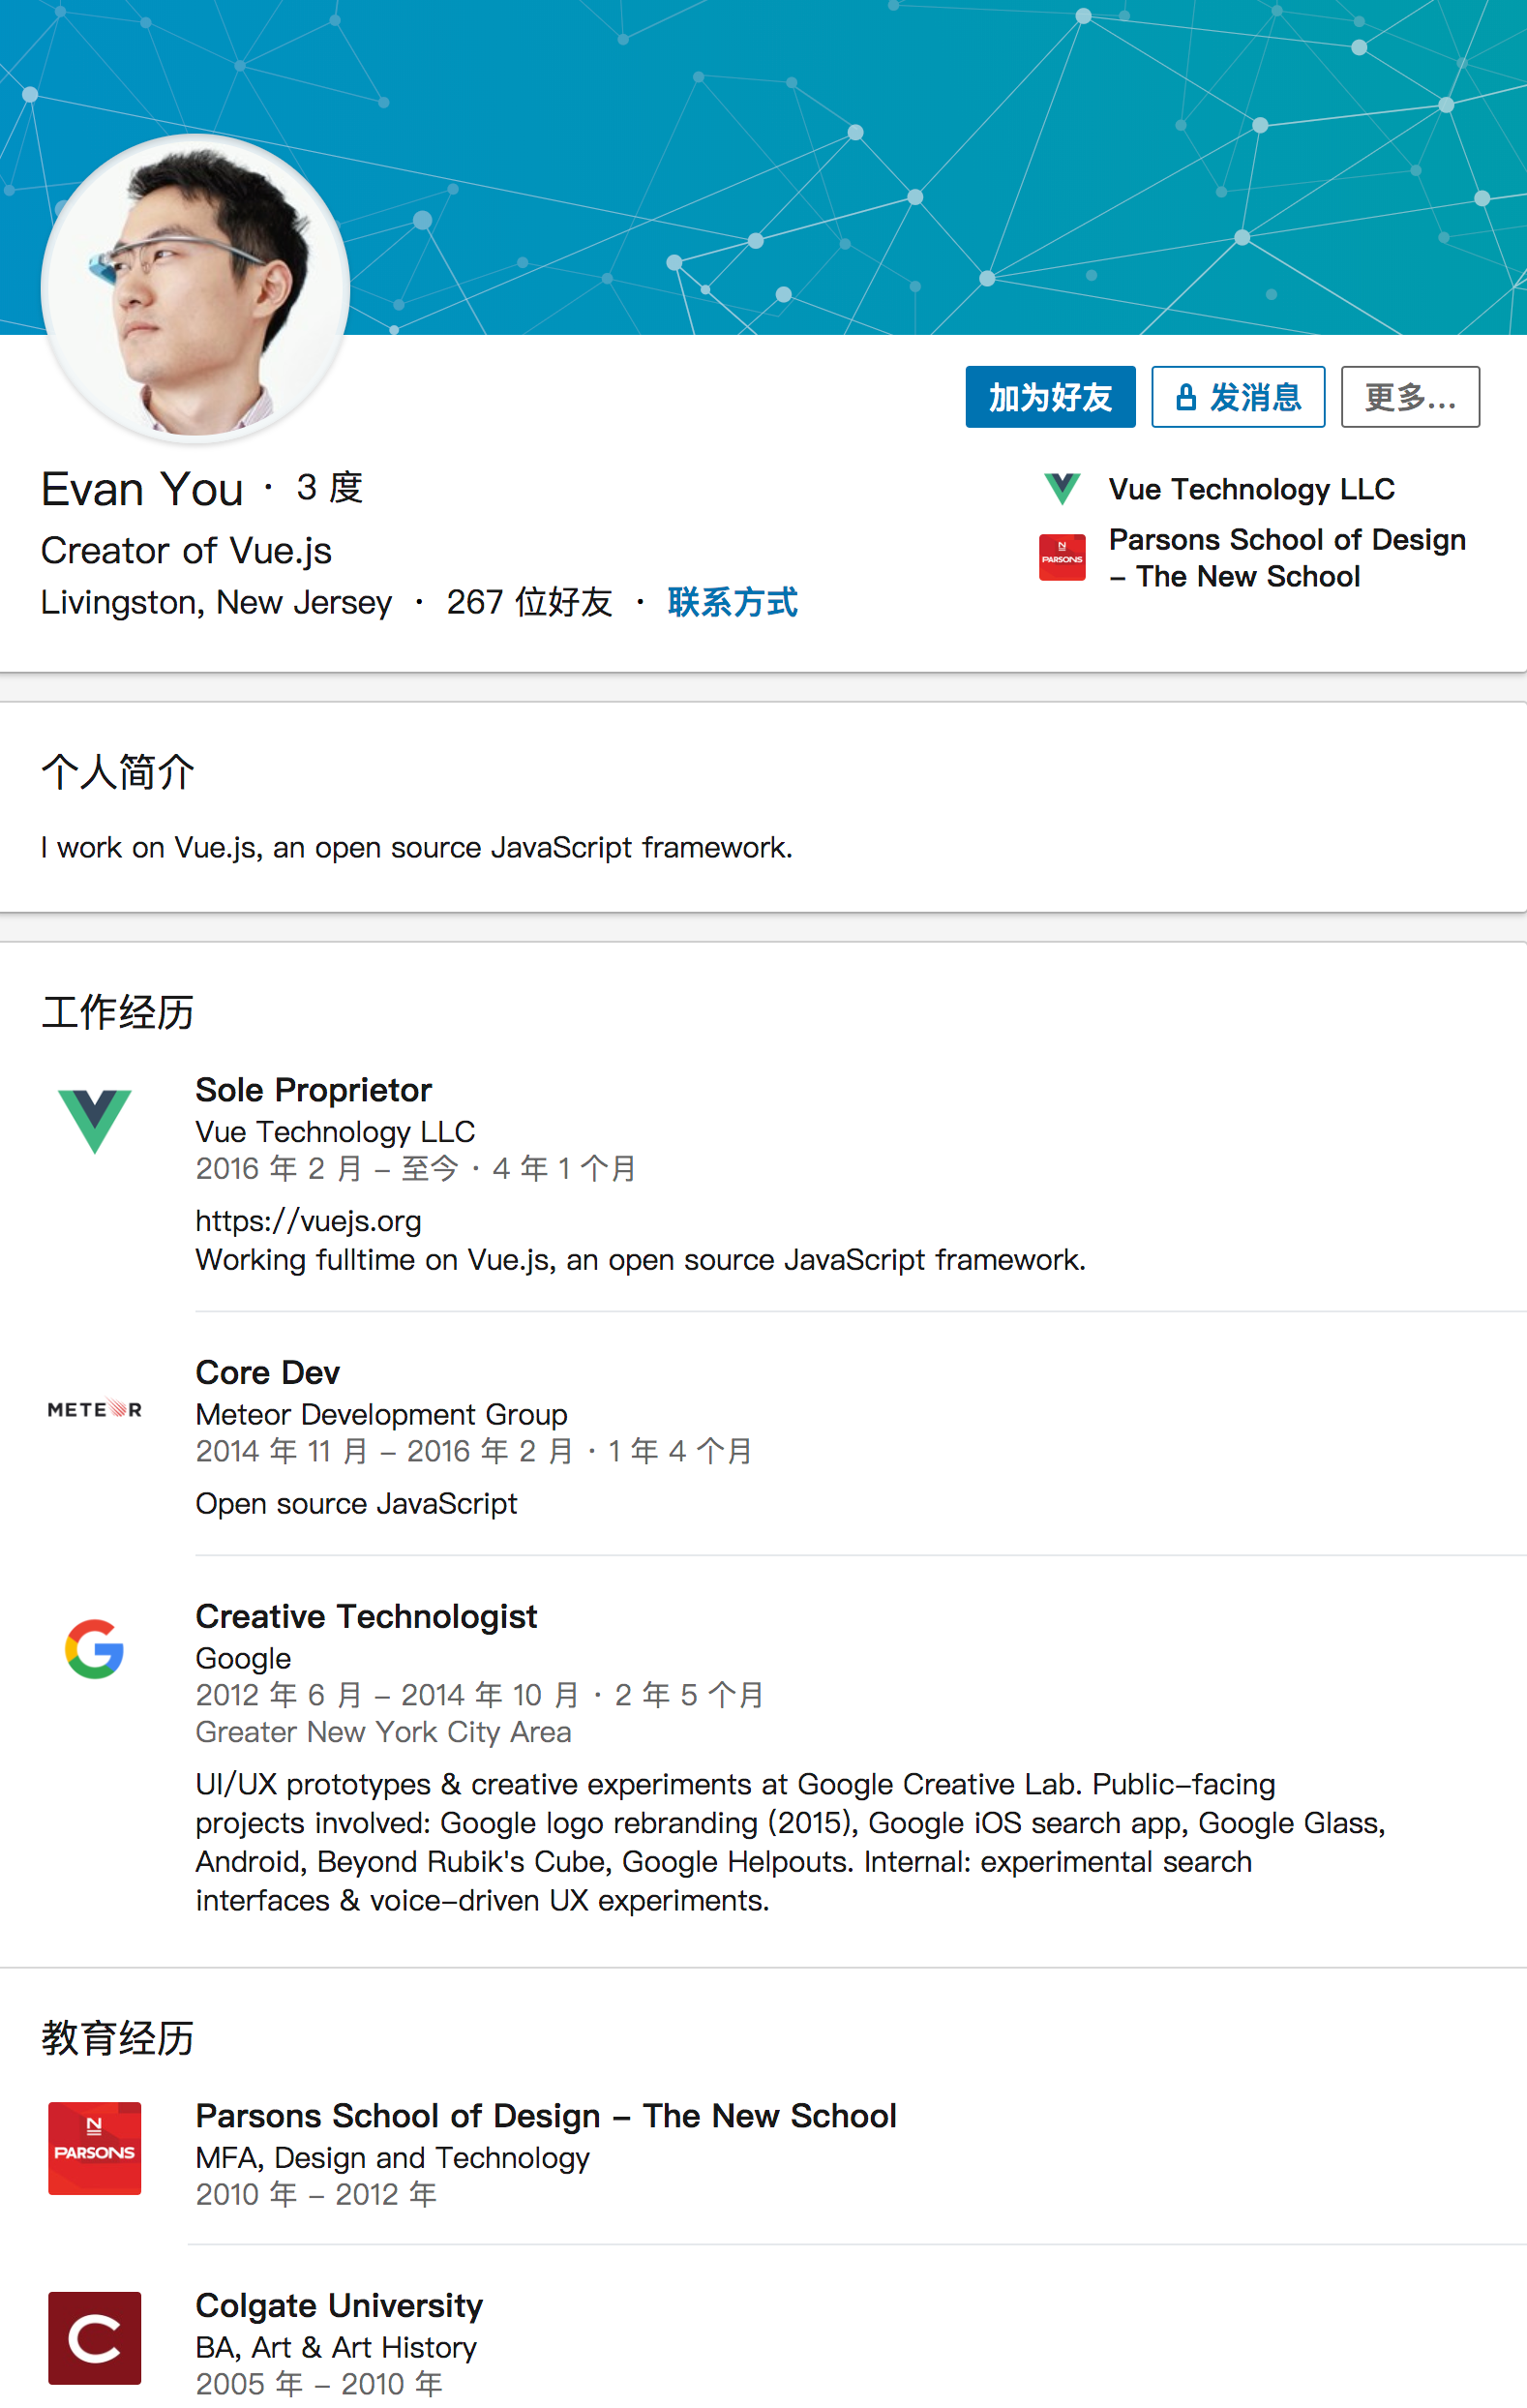 加为好友
发消息
更多...
Evan You · 3 度
Creator of Vue.js
Livingston, New Jersey · 267 位好友 · 联系方式
Vue Technology LLC
N
PARSONS
Parsons School of Design
– The New School
个人简介
I work on Vue.js, an open source JavaScript framework.
工作经历
Sole Proprietor
Vue Technology LLC
2016 年 2 月 – 至今 · 4 年 1 个月
https://vuejs.org
Working fulltime on Vue.js, an open source JavaScript framework.
METEOR
Core Dev
Meteor Development Group
2014 年 11 月 – 2016 年 2 月 · 1 年 4 个月
Open source JavaScript
G
Creative Technologist
Google
2012 年 6 月 – 2014 年 10 月 · 2 年 5 个月
Greater New York City Area
UI/UX prototypes & creative experiments at Google Creative Lab. Public–facing
projects involved: Google logo rebranding (2015), Google iOS search app, Google Glass,
Android, Beyond Rubik's Cube, Google Helpouts. Internal: experimental search
interfaces & voice–driven UX experiments.
教育经历
N
PARSONS
Parsons School of Design – The New School
MFA, Design and Technology
2010 年 – 2012 年
C
Colgate University
BA, Art & Art History
2005 年 – 2010 年